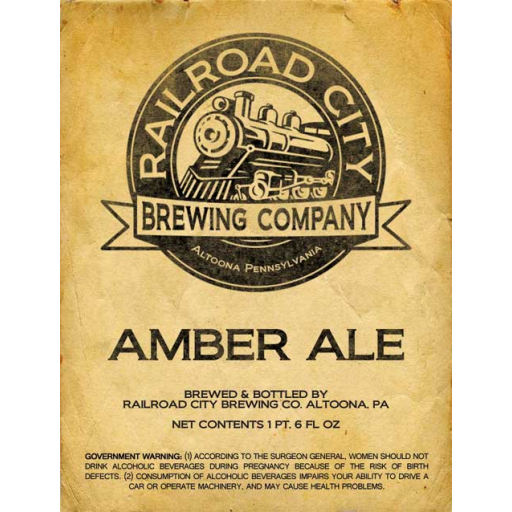 RAILROAD CITY
BREWING COMPANY
ALTOONA PENNSYLVANIA
AMBER ALE
BREWED & BOTTLED BY
RAILROAD CITY BREWING CO. ALTOONA, PA
NET CONTENTS 1 PT. 6 FL OZ
GOVERNMENT WARNING: (1) ACCORDING TO THE SURGEON GENERAL, WOMEN SHOULD NOT
DRINK ALCOHOLIC BEVERAGES DURING PREGNANCY BECAUSE OF THE RISK OF BIRTH
DEFECTS. (2) CONSUMPTION OF ALCOHOLIC BEVERAGES IMPAIRS YOUR ABILITY TO DRIVE A
CAR OR OPERATE MACHINERY, AND MAY CAUSE HEALTH PROBLEMS.